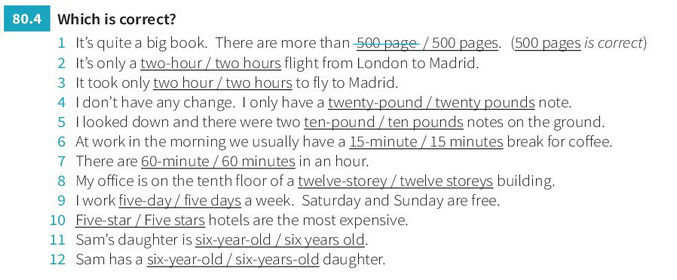 80.4 Which is correct?
1 It's quite a big book. There are more than 500 page / 500 pages. (500 pages is correct)
2 It's only a two-hour / two hours flight from London to Madrid.
3 It took only two hour / two hours to fly to Madrid.
4 I don't have any change. I only have a twenty-pound / twenty pounds note.
5 I looked down and there were two ten-pound / ten pounds notes on the ground.
6 At work in the morning we usually have a 15-minute / 15 minutes break for coffee.
7 There are 60-minute / 60 minutes in an hour.
8 My office is on the tenth floor of a twelve-storey / twelve storeys building.
9 I work five-day / five days a week. Saturday and Sunday are free.
10 Five-star / Five stars hotels are the most expensive.
11 Sam's daughter is six-year-old / six years old.
12 Sam has a six-year-old / six-years-old daughter.